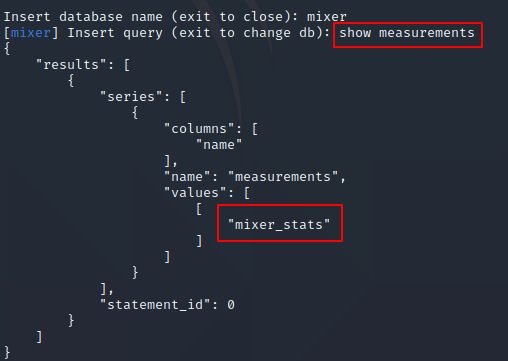 Insert database name (exit to close): mixer
[mixer] Insert query (exit to change db): show measurements
{
    "results": [
        {
            "series": [
                {
                    "columns": [
                        "name"
                    ],
                    "name": "measurements",
                    "values": [
                        [
                            "mixer_stats"
                        ]
                    ]
                }
            ],
            "statement_id": 0
        }
    ]
}